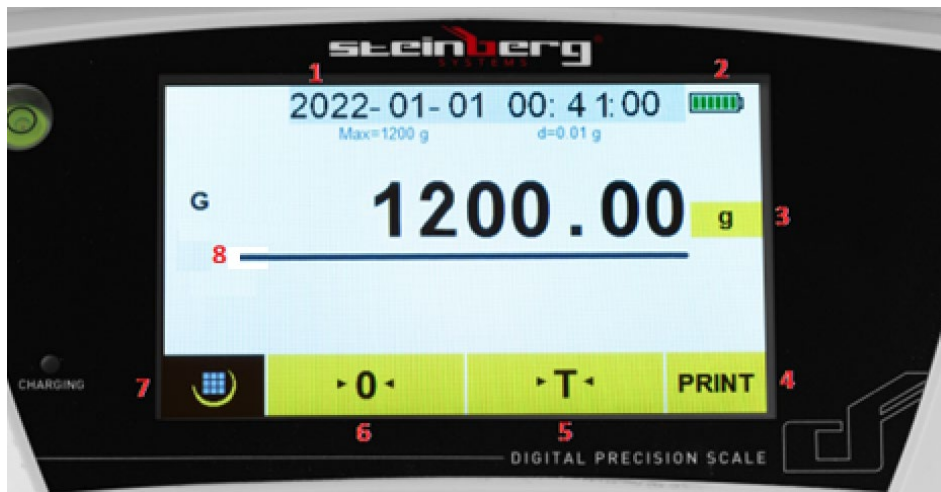 steinberg®
SYSTEMS
1
2
2022-01-01 00:41:00
Max=1200 g d=0.01 g
G 1200.00 g
3
8
CHARGING
7
►0◄
►T◄
PRINT
4
6
5
DIGITAL PRECISION SCALE